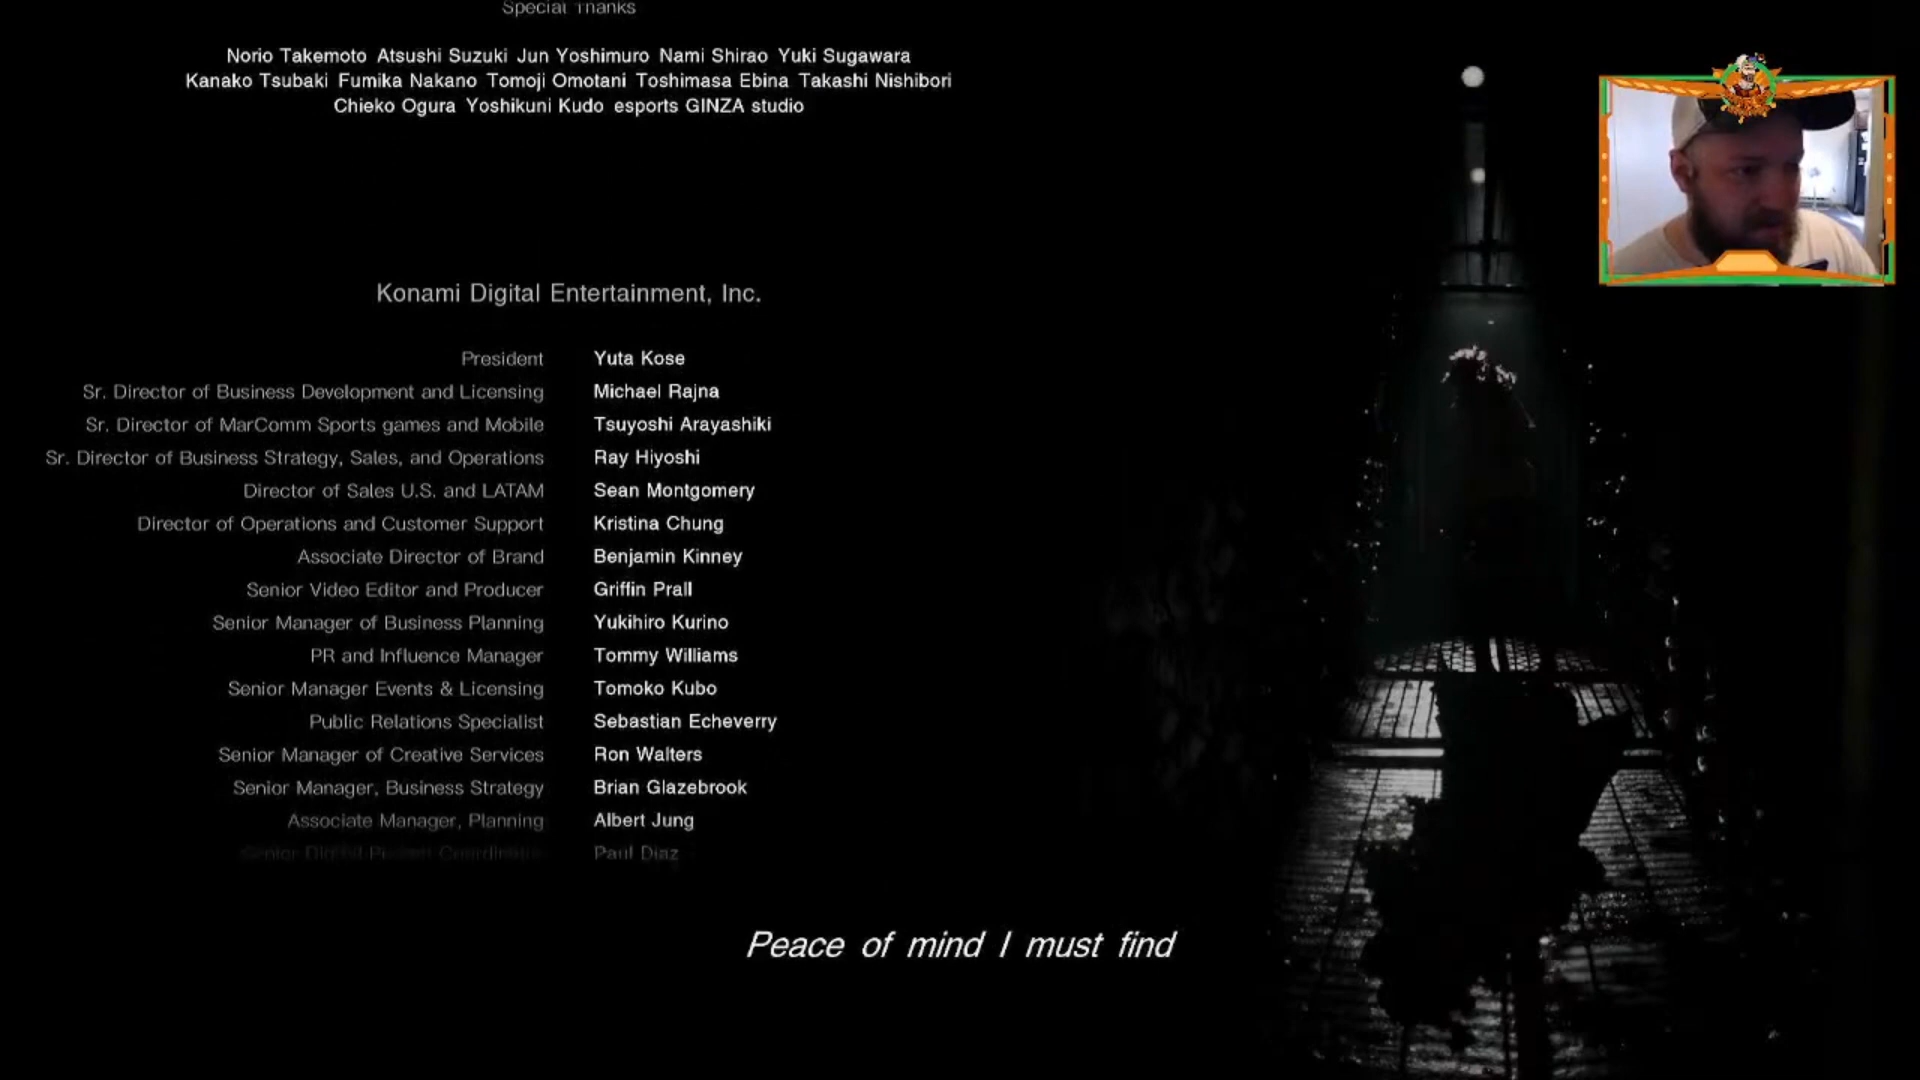 Special Thanks
Norio Takemoto Atsushi Suzuki Jun Yoshimuro Nami Shirao Yuki Sugawara
Kanako Tsubaki Fumika Nakano Tomoji Omotani Toshimasa Ebina Takashi Nishibori
Chieko Ogura Yoshikuni Kudo esports GINZA studio
Konami Digital Entertainment, Inc.
President Yuta Kose
Sr. Director of Business Development and Licensing Michael Rajna
Sr. Director of MarComm Sports games and Mobile Tsuyoshi Arayashiki
Sr. Director of Business Strategy, Sales, and Operations Ray Hiyoshi
Director of Sales U.S. and LATAM Sean Montgomery
Director of Operations and Customer Support Kristina Chung
Associate Director of Brand Benjamin Kinney
Senior Video Editor and Producer Griffin Prall
Senior Manager of Business Planning Yukihiro Kurino
PR and Influence Manager Tommy Williams
Senior Manager Events & Licensing Tomoko Kubo
Public Relations Specialist Sebastian Echeverry
Senior Manager of Creative Services Ron Walters
Senior Manager, Business Strategy Brian Glazebrook
Associate Manager, Planning Albert Jung
Senior Digital Paul Diaz
Peace of mind I must find